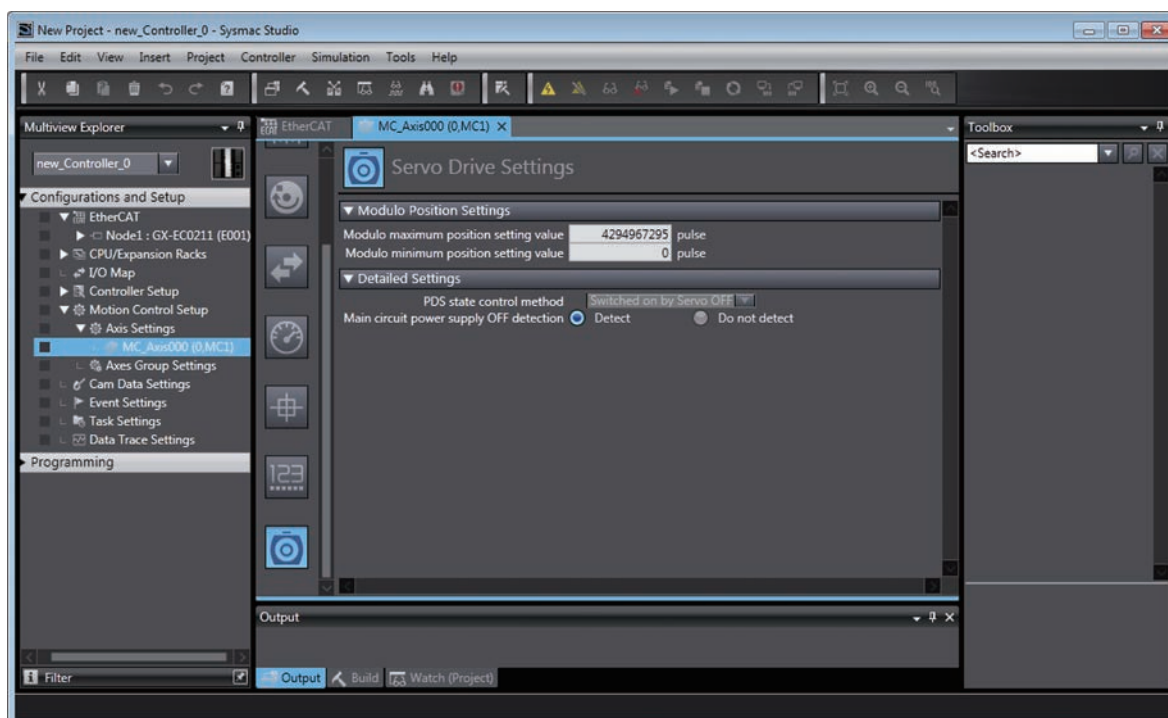 New Project - new_Controller_0 - Sysmac Studio
File Edit View Insert Project Controller Simulation Tools Help
Multiview Explorer
new_Controller_0
Configurations and Setup
EtherCAT
Node1 : GX-EC0211 (E001)
CPU/Expansion Racks
I/O Map
Controller Setup
Motion Control Setup
Axis Settings
MC_Axis000 (0,MC1)
Axes Group Settings
Cam Data Settings
Event Settings
Task Settings
Data Trace Settings
Programming
Filter
EtherCAT MC_Axis000 (0,MC1)
Servo Drive Settings
Modulo Position Settings
Modulo maximum position setting value 4294967295 pulse
Modulo minimum position setting value 0 pulse
Detailed Settings
PDS state control method Switched on by Servo OFF
Main circuit power supply OFF detection Detect Do not detect
123
Output
Output Build Watch (Project)
Toolbox
<Search>